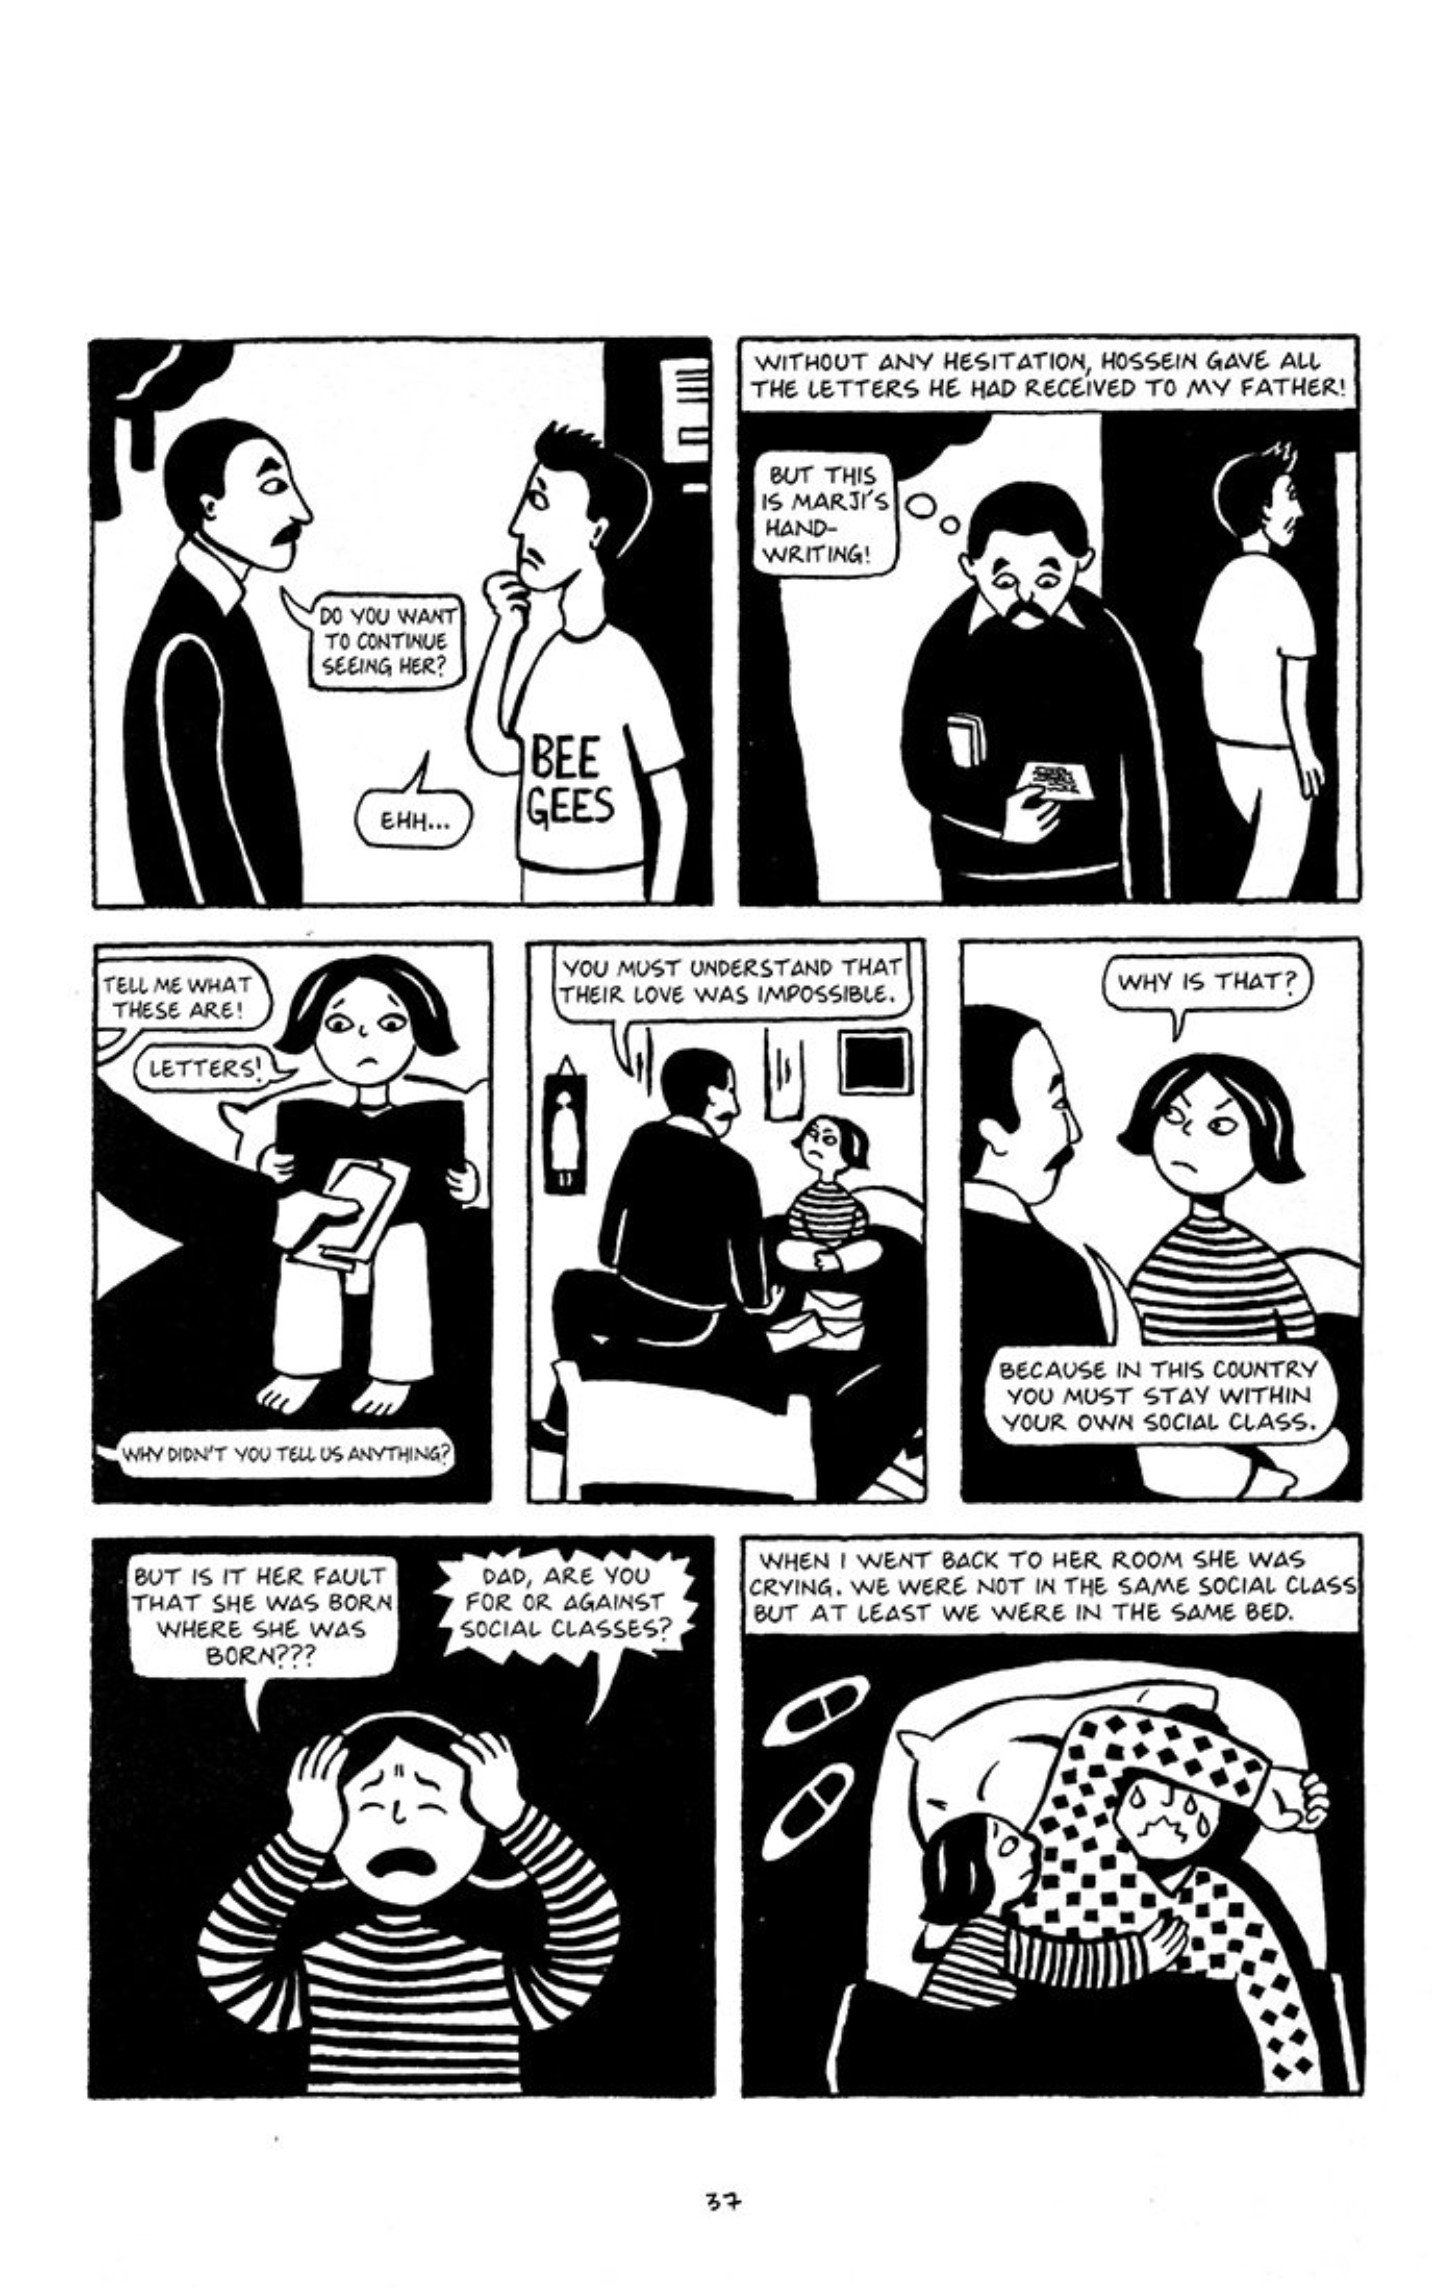 DO YOU WANT
TO CONTINUE
SEEING HER?
EHH...
BEE
GEES
WITHOUT ANY HESITATION, HOSSEIN GAVE ALL
THE LETTERS HE HAD RECEIVED TO MY FATHER!
BUT THIS
IS MARJI'S
HAND-
WRITING!
TELL ME WHAT
THESE ARE!
LETTERS!
WHY DIDN'T YOU TELL US ANYTHING?
YOU MUST UNDERSTAND THAT
THEIR LOVE WAS IMPOSSIBLE.
WHY IS THAT?
BECAUSE IN THIS COUNTRY
YOU MUST STAY WITHIN
YOUR OWN SOCIAL CLASS.
BUT IS IT HER FAULT
THAT SHE WAS BORN
WHERE SHE WAS
BORN???
DAD, ARE YOU
FOR OR AGAINST
SOCIAL CLASSES?
WHEN I WENT BACK TO HER ROOM SHE WAS
CRYING. WE WERE NOT IN THE SAME SOCIAL CLASS
BUT AT LEAST WE WERE IN THE SAME BED.
37